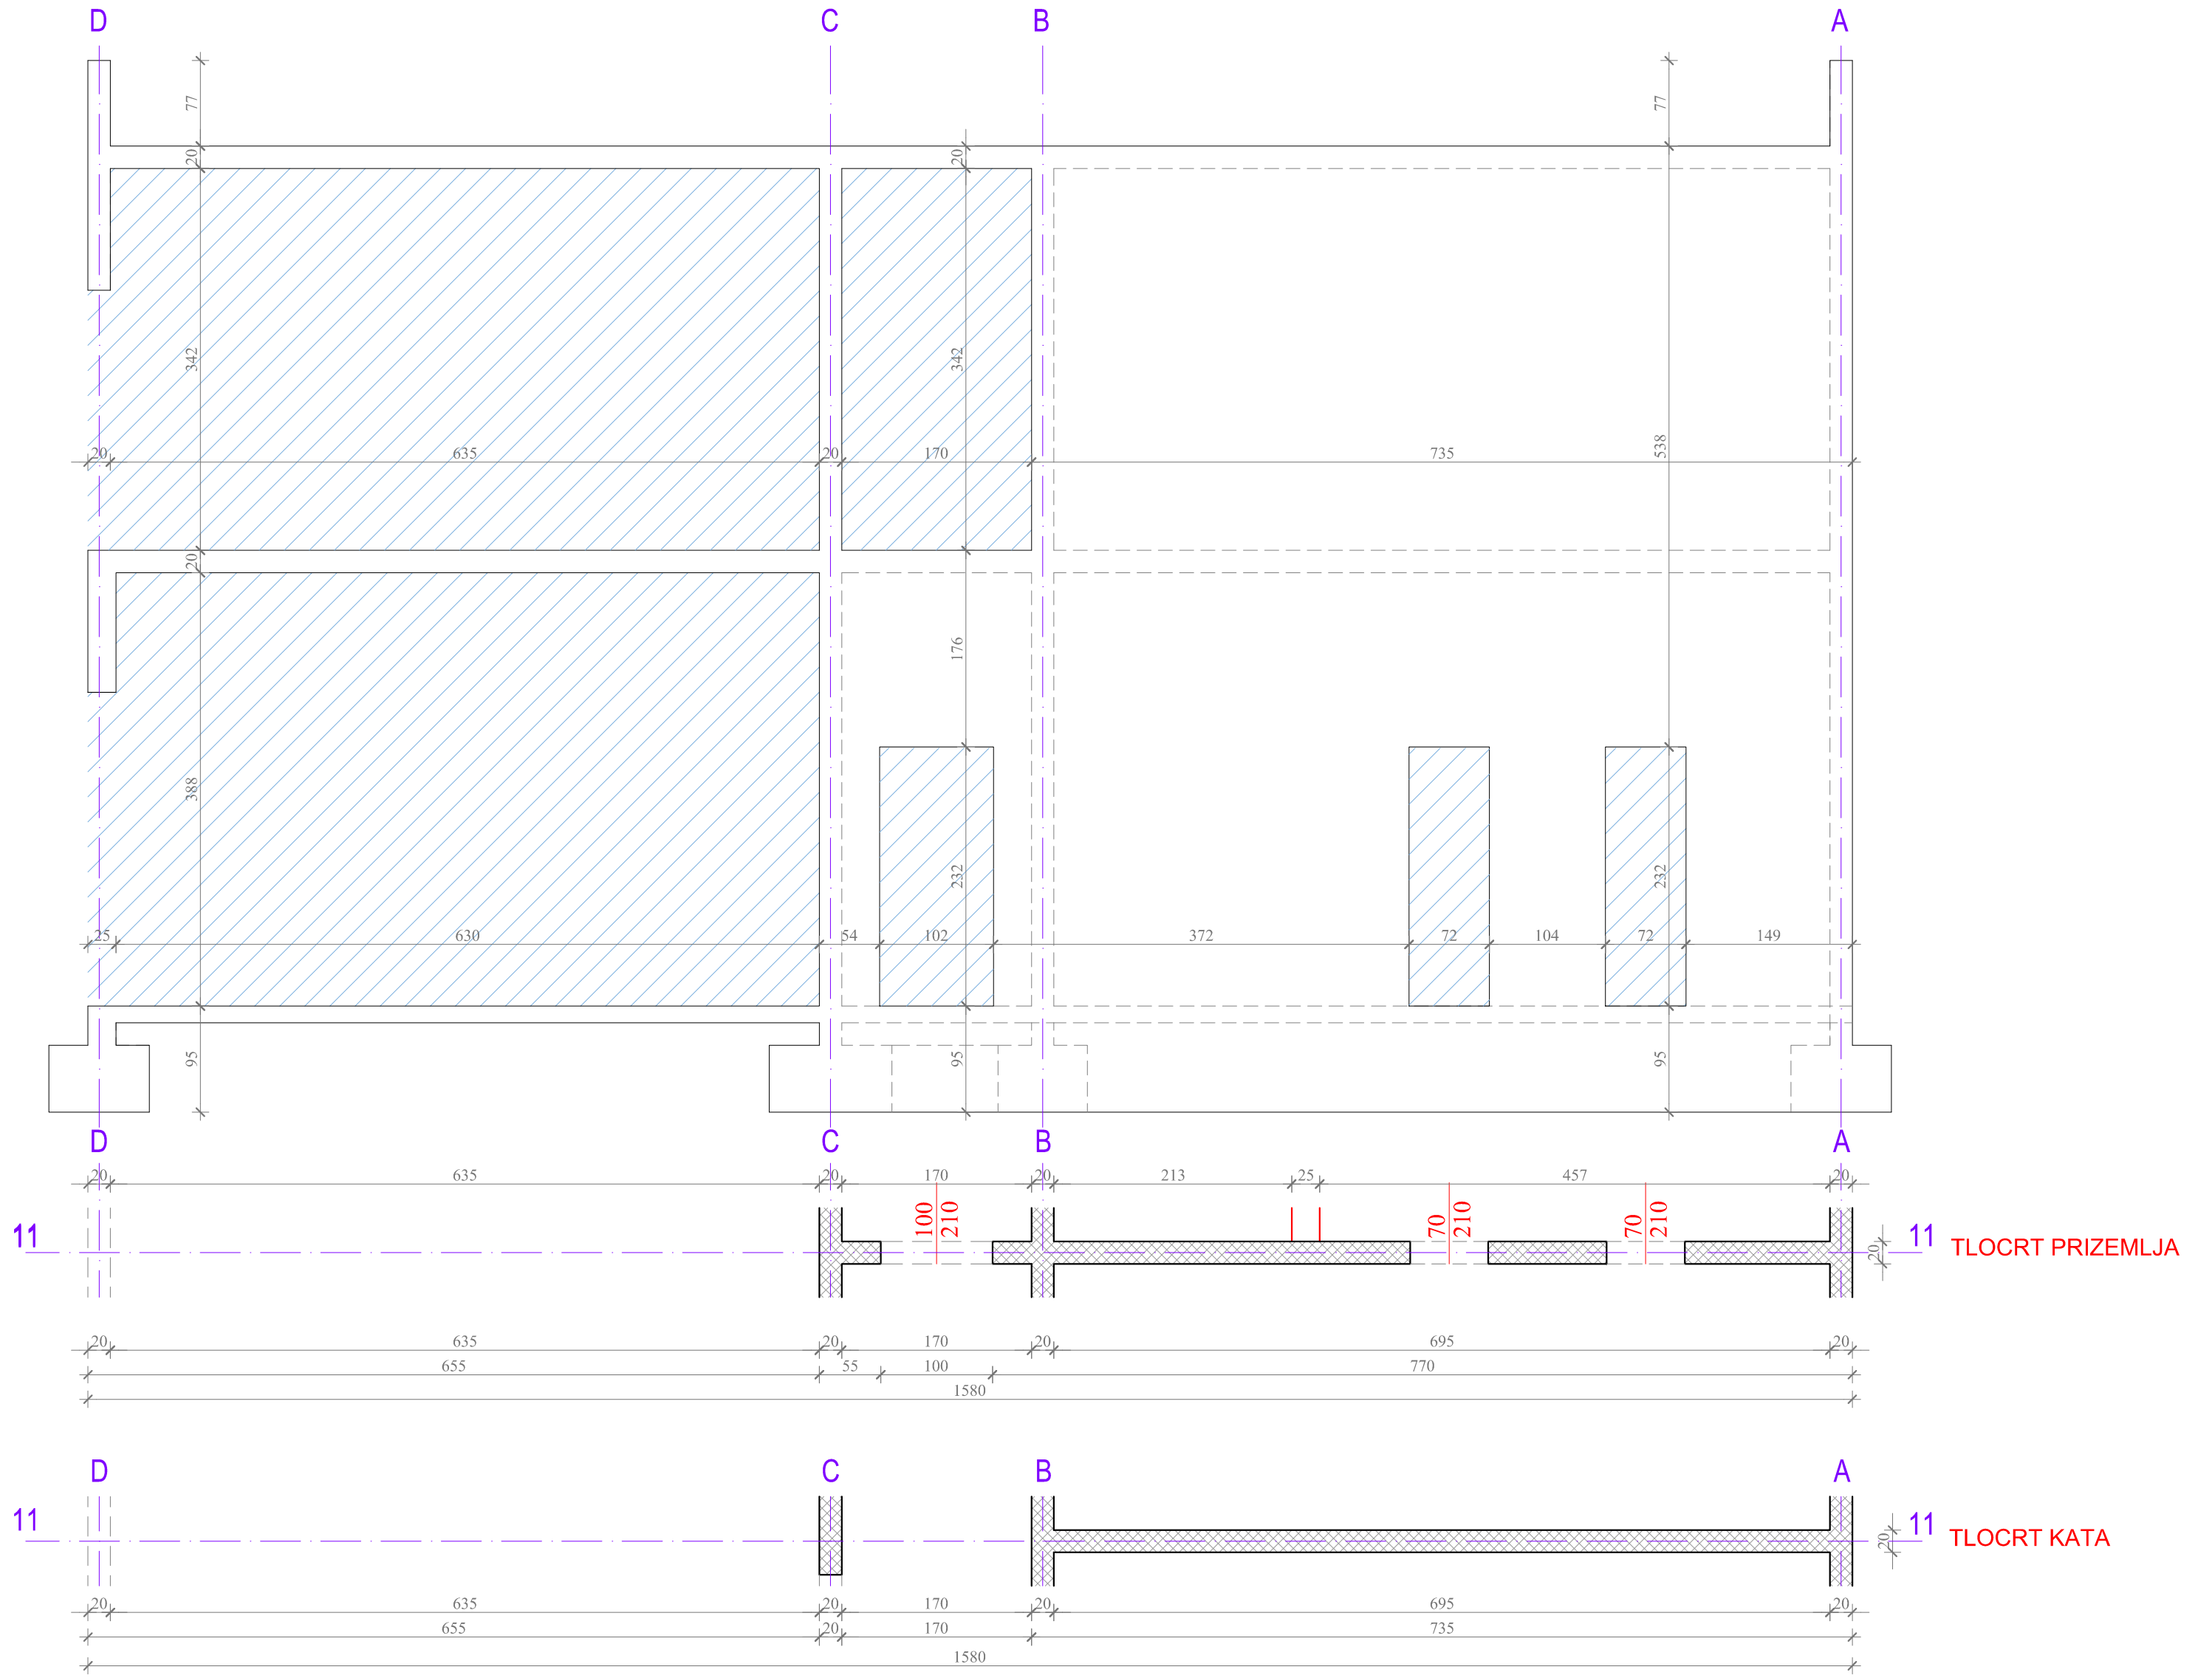 D C B A
77 77
20 20
342 342 538
20 635 20 170 735
20
176
388 232 232
25 630 54 102 372 72 104 72 149
95 95 95
D C B A
20 635 20 170 20 213 25 457 20
100 210 70 210 70 210
11 11 TLOCRT PRIZEMLJA
20
20 635 20 170 20 695 20
655 55 100 770
1580
D C B A
11 11 TLOCRT KATA
20
20 635 20 170 20 695 20
655 20 170 735
1580